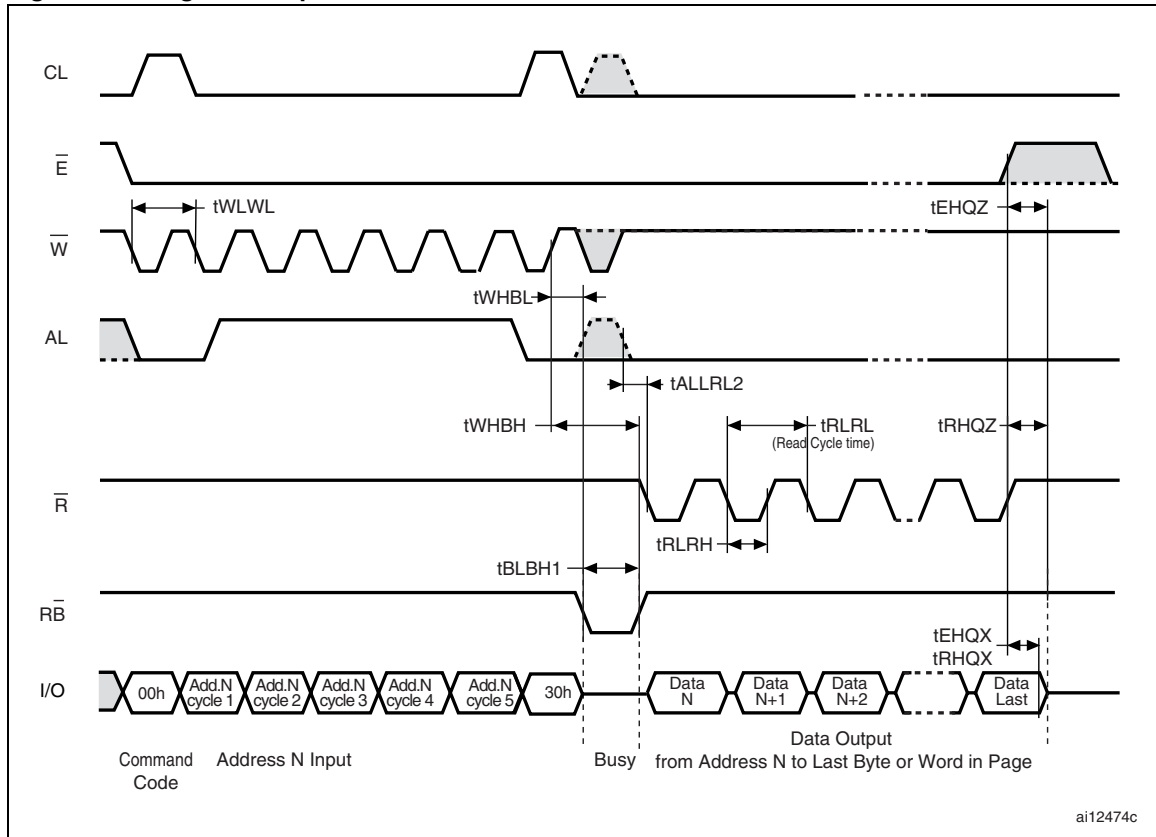 CL
E
tWLWL
tEHQZ
W
tWHBL
AL
tALLRL2
tWHBH
tRLRL
(Read Cycle time)
tRHQZ
R
tRLRH
tBLBH1
RB
tEHQX
tRHQX
I/O
00h
Add.N
cycle 1
Add.N
cycle 2
Add.N
cycle 3
Add.N
cycle 4
Add.N
cycle 5
30h
Data
N
Data
N+1
Data
N+2
Data
Last
Command
Code
Address N Input
Busy
Data Output
from Address N to Last Byte or Word in Page
ai12474c